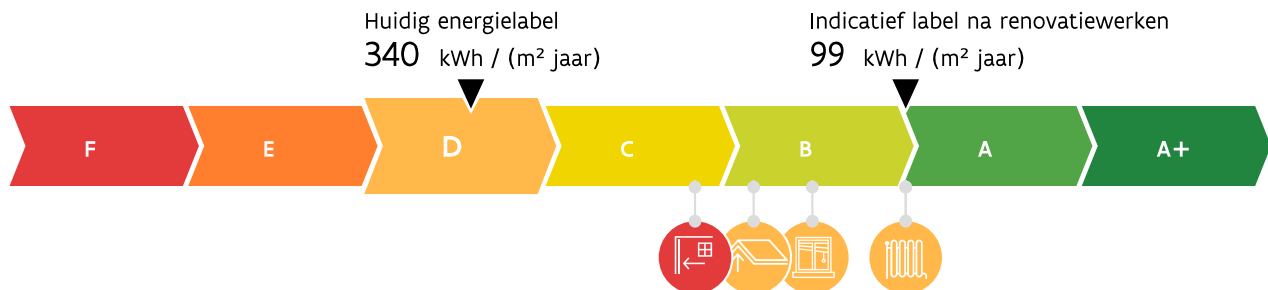 Huidig energielabel
340 kWh / (m² jaar)
Indicatief label na renovatiewerken
99 kWh / (m² jaar)
F
E
D
C
B
A
A+